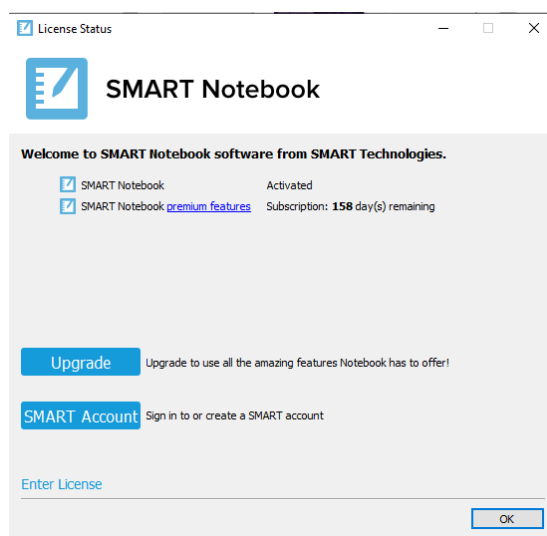 License Status
SMART Notebook
Welcome to SMART Notebook software from SMART Technologies.
SMART Notebook Activated
SMART Notebook premium features Subscription: 158 day(s) remaining
Upgrade Upgrade to use all the amazing features Notebook has to offer!
SMART Account Sign in to or create a SMART account
Enter License
OK